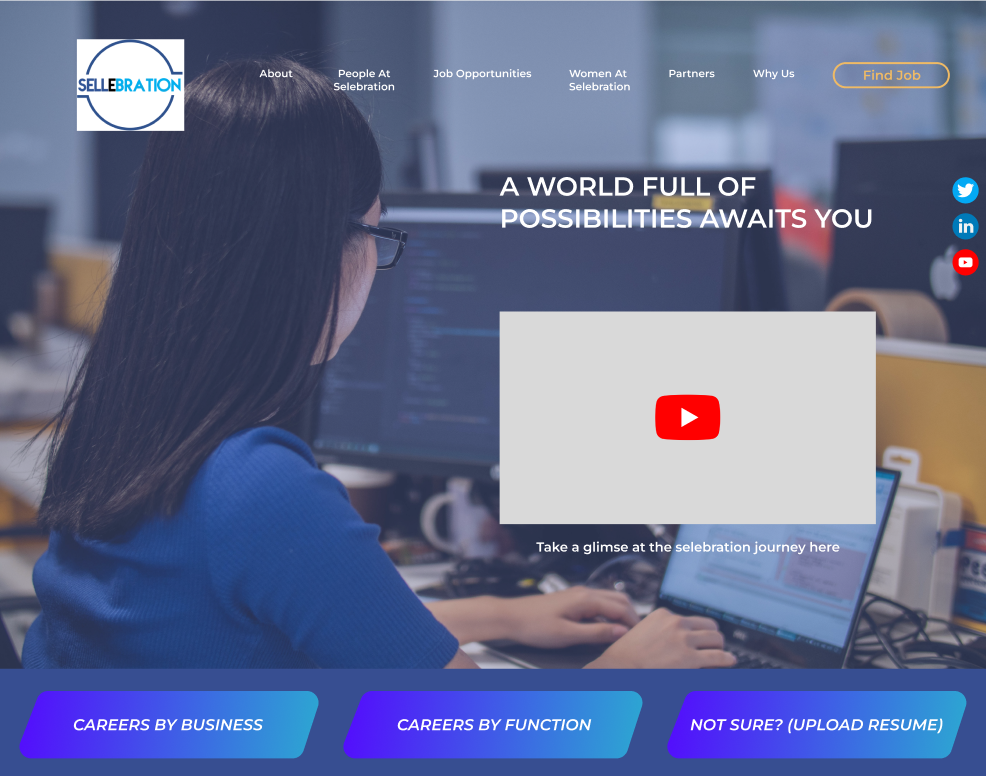 SELLEBRATION
About
People At
Selebration
Job Opportunities
Women At
Selebration
Partners
Why Us
Find Job
A WORLD FULL OF
POSSIBILITIES AWAITS YOU
in
Take a glimse at the selebration journey here
CAREERS BY BUSINESS
CAREERS BY FUNCTION
NOT SURE? (UPLOAD RESUME)